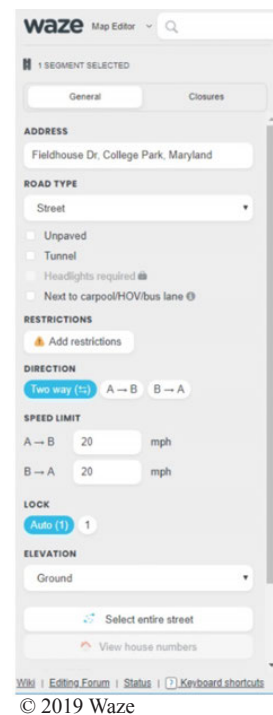 waze Map Editor
1 SEGMENT SELECTED
General Closures
ADDRESS
Fieldhouse Dr, College Park, Maryland
ROAD TYPE
Street
Unpaved
Tunnel
Headlights required
Next to carpool/HOV/bus lane
RESTRICTIONS
Add restrictions
DIRECTION
Two way (⇆) A → B B → A
SPEED LIMIT
A → B 20 mph
B → A 20 mph
LOCK
Auto (1) 1
ELEVATION
Ground
Select entire street
View house numbers
Wiki | Editing Forum | Status | ? Keyboard shortcuts
© 2019 Waze